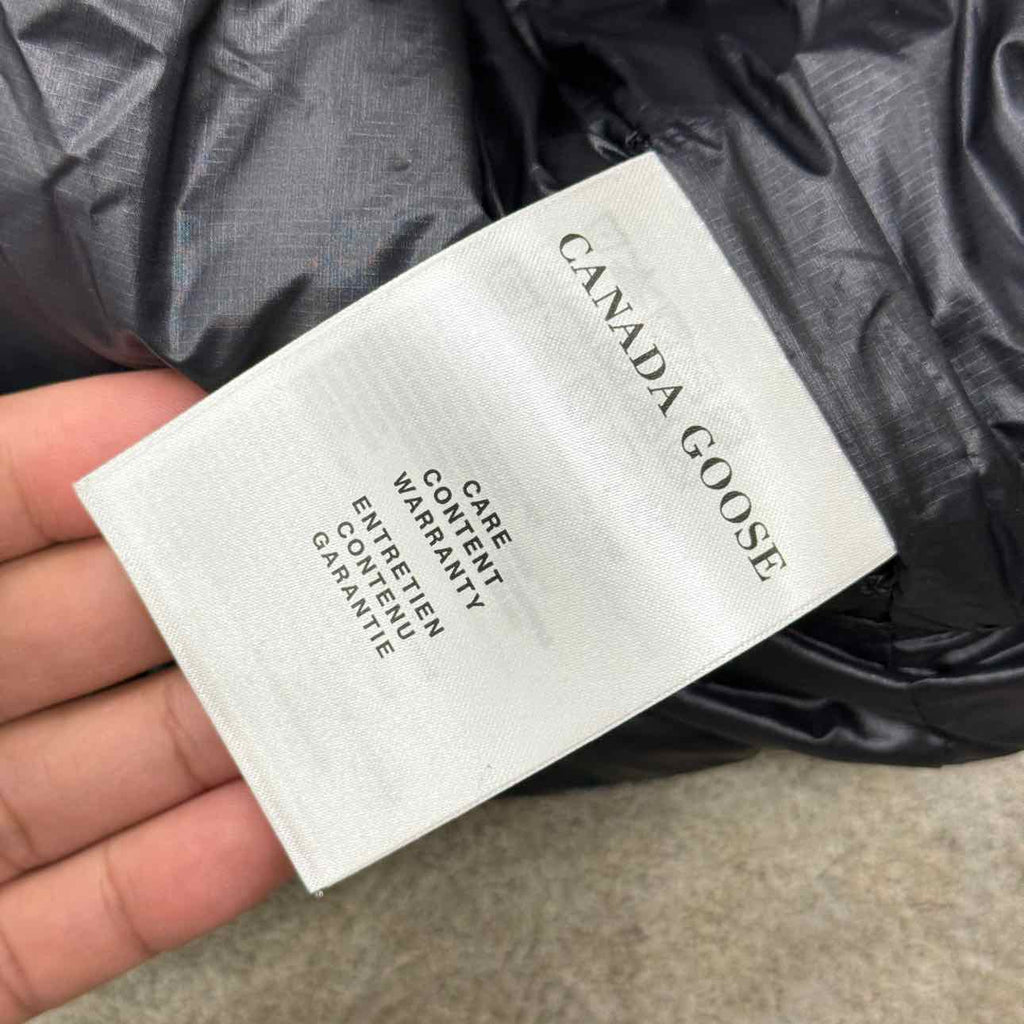 CANADA GOOSE
CARE
CONTENT
WARRANTY
ENTRETIEN
CONTENU
GARANTIE